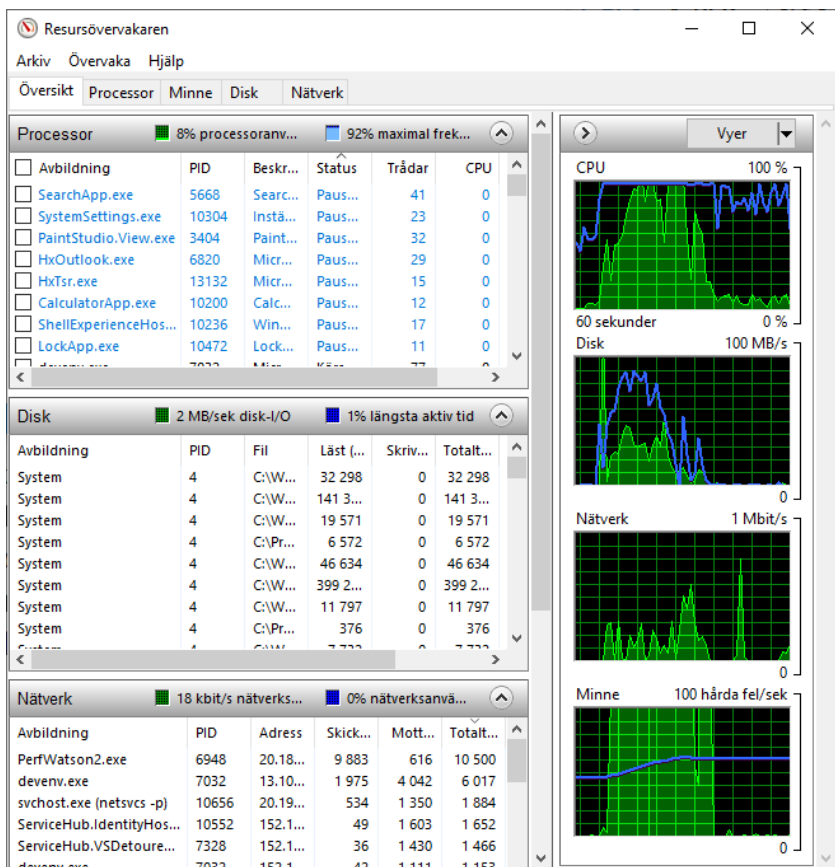 Resursövervakaren
Arkiv Övervaka Hjälp
Översikt Processor Minne Disk Nätverk
Processor 8% processoranv... 92% maximal frek...
Avbildning PID Beskr... Status Trådar CPU
SearchApp.exe 5668 Searc... Paus... 41 0
SystemSettings.exe 10304 Instä... Paus... 23 0
PaintStudio.View.exe 3404 Paint... Paus... 32 0
HxOutlook.exe 6820 Micr... Paus... 29 0
HxTsr.exe 13132 Micr... Paus... 15 0
CalculatorApp.exe 10200 Calc... Paus... 12 0
ShellExperienceHos... 10236 Win... Paus... 17 0
LockApp.exe 10472 Lock... Paus... 11 0
Disk 2 MB/sek disk-I/O 1% längsta aktiv tid
Avbildning PID Fil Läst (... Skriv... Totalt...
System 4 C:\W... 32 298 0 32 298
System 4 C:\W... 141 3... 0 141 3...
System 4 C:\W... 19 571 0 19 571
System 4 C:\Pr... 6 572 0 6 572
System 4 C:\W... 46 634 0 46 634
System 4 C:\W... 399 2... 0 399 2...
System 4 C:\W... 11 797 0 11 797
System 4 C:\Pr... 376 0 376
Nätverk 18 kbit/s nätverks... 0% nätverksanvä...
Avbildning PID Adress Skick... Mott... Totalt...
PerfWatson2.exe 6948 20.18... 9 883 616 10 500
devenv.exe 7032 13.10... 1 975 4 042 6 017
svchost.exe (netsvcs -p) 10656 20.19... 534 1 350 1 884
ServiceHub.IdentityHos... 10552 152.1... 49 1 603 1 652
ServiceHub.VSDetoure... 7328 152.1... 36 1 430 1 466
devenv.exe 7032 152.1... 42 1 111 1 153
Vyer
CPU 100 %
60 sekunder 0 %
Disk 100 MB/s
0
Nätverk 1 Mbit/s
0
Minne 100 hårda fel/sek
0